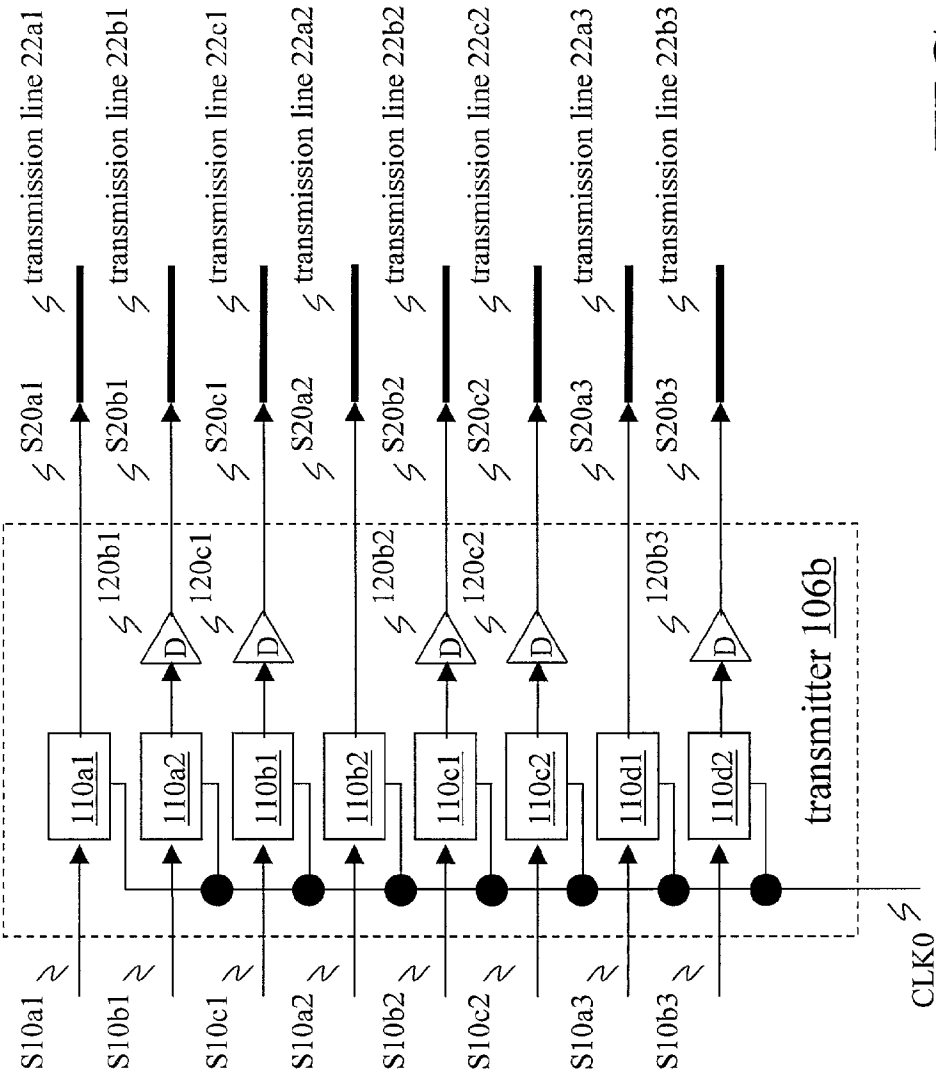 S10a1
110a1
S20a1
transmission line 22a1
S10b1
110a2
D
120b1
S20b1
transmission line 22b1
S10c1
110b1
D
120c1
S20c1
transmission line 22c1
S10a2
110b2
S20a2
transmission line 22a2
S10b2
110c1
D
120b2
S20b2
transmission line 22b2
S10c2
110c2
D
120c2
S20c2
transmission line 22c2
S10a3
110d1
S20a3
transmission line 22a3
S10b3
110d2
D
120b3
S20b3
transmission line 22b3
transmitter 106b
CLK0